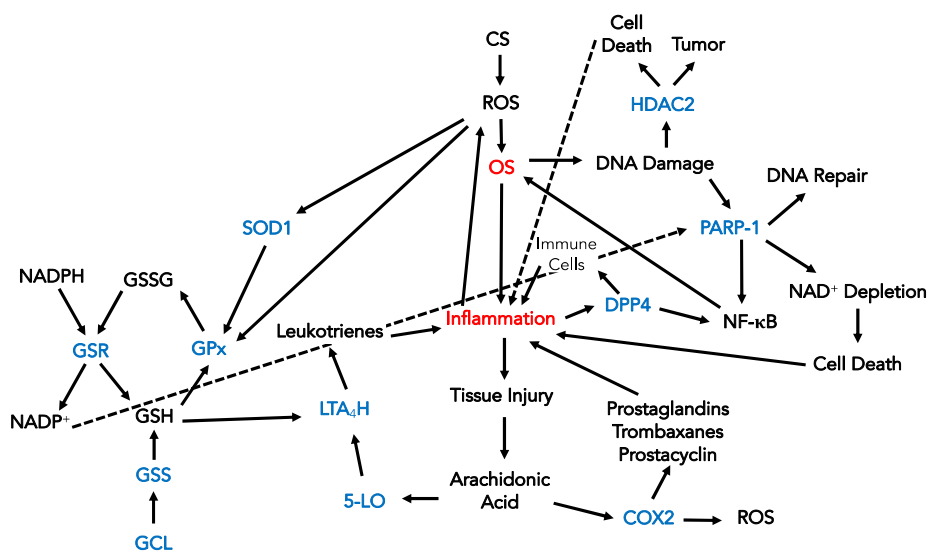 Cell
Death
Tumor
CS
ROS
HDAC2
OS
DNA Damage
DNA Repair
SOD1
PARP-1
Immune
Cells
NADPH
GSSG
NAD⁺ Depletion
DPP4
Inflammation
NF-κB
Leukotrienes
GSR
GPx
Cell Death
Tissue Injury
NADP⁺
GSH
LTA₄H
Prostaglandins
Trombaxanes
Prostacyclin
GSS
Arachidonic
Acid
5-LO
COX2
ROS
GCL